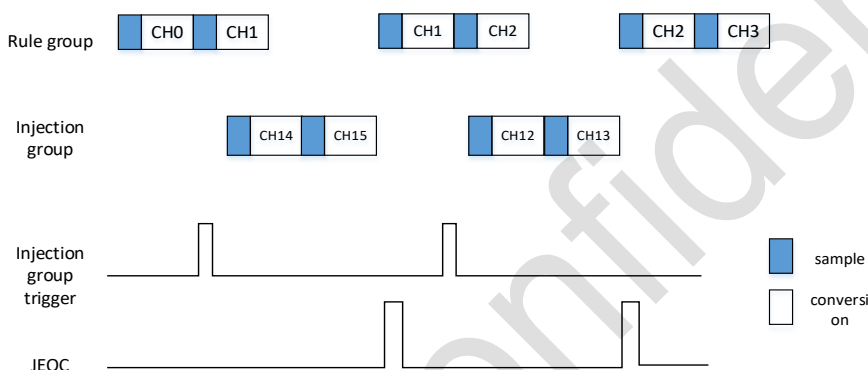 Rule group
CH0
CH1
CH1
CH2
CH2
CH3
Injection
group
CH14
CH15
CH12
CH13
Injection
group
trigger
sample
conversi
on
JEOC
onfider